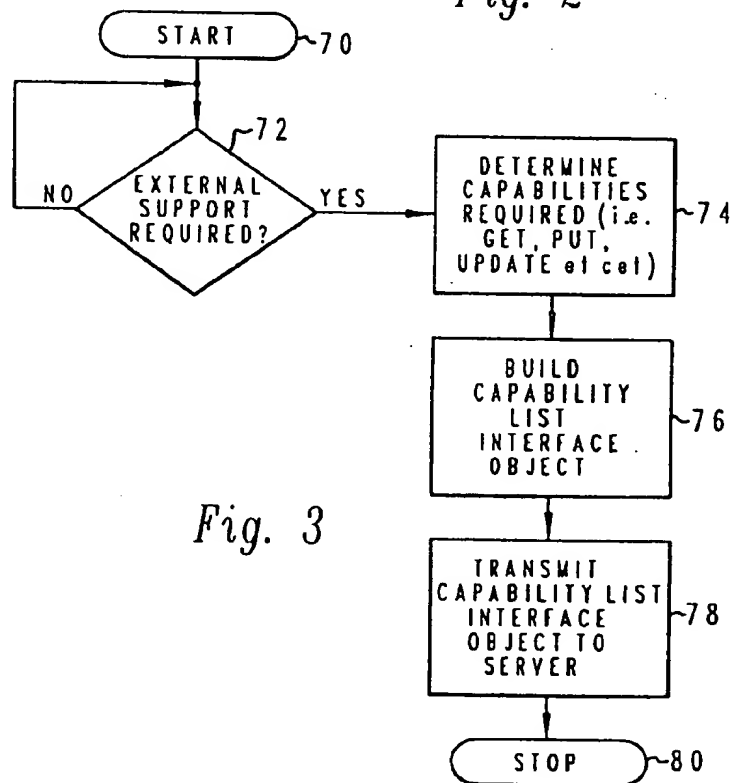 Fig. 2
START
70
72
NO
EXTERNAL
SUPPORT
REQUIRED?
YES
DETERMINE
CAPABILITIES
REQUIRED (i.e.
GET, PUT,
UPDATE et cet)
74
BUILD
CAPABILITY
LIST
INTERFACE
OBJECT
76
Fig. 3
TRANSMIT
CAPABILITY LIST
INTERFACE
OBJECT TO
SERVER
78
STOP
80